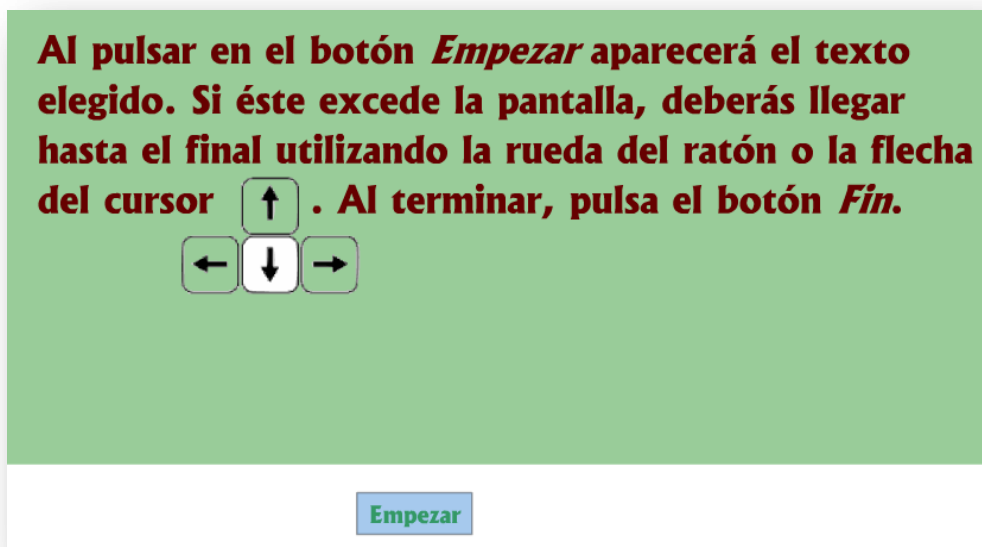 Al pulsar en el botón Empezar aparecerá el texto
elegido. Si éste excede la pantalla, deberás llegar
hasta el final utilizando la rueda del ratón o la flecha
del cursor ↑ . Al terminar, pulsa el botón Fin.
← ↓ →
Empezar